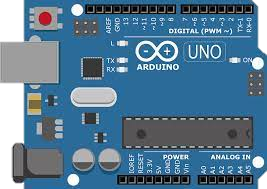 AREF
GND
13
12
~11
~10
~9
8
7
~6
~5
4
~3
2
TX→1
RX←0
DIGITAL (PWM ~)
L
TX
RX
UNO
ARDUINO
IOREF
RESET
3.3V
5V
GND
GND
Vin
A0
A1
A2
A3
A4
A5
POWER
ANALOG IN